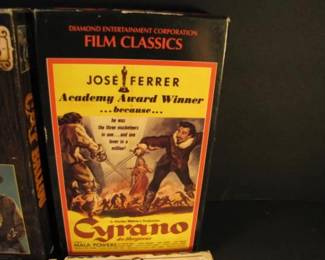 DIAMOND ENTERTAINMENT CORPORATION
FILM CLASSICS
JOSÉ FERRER
Academy Award Winner
...because...
he was
the three musketeers
in one... and one
lover in a
million!
Cyrano
de Bergerac
MALA POWERS